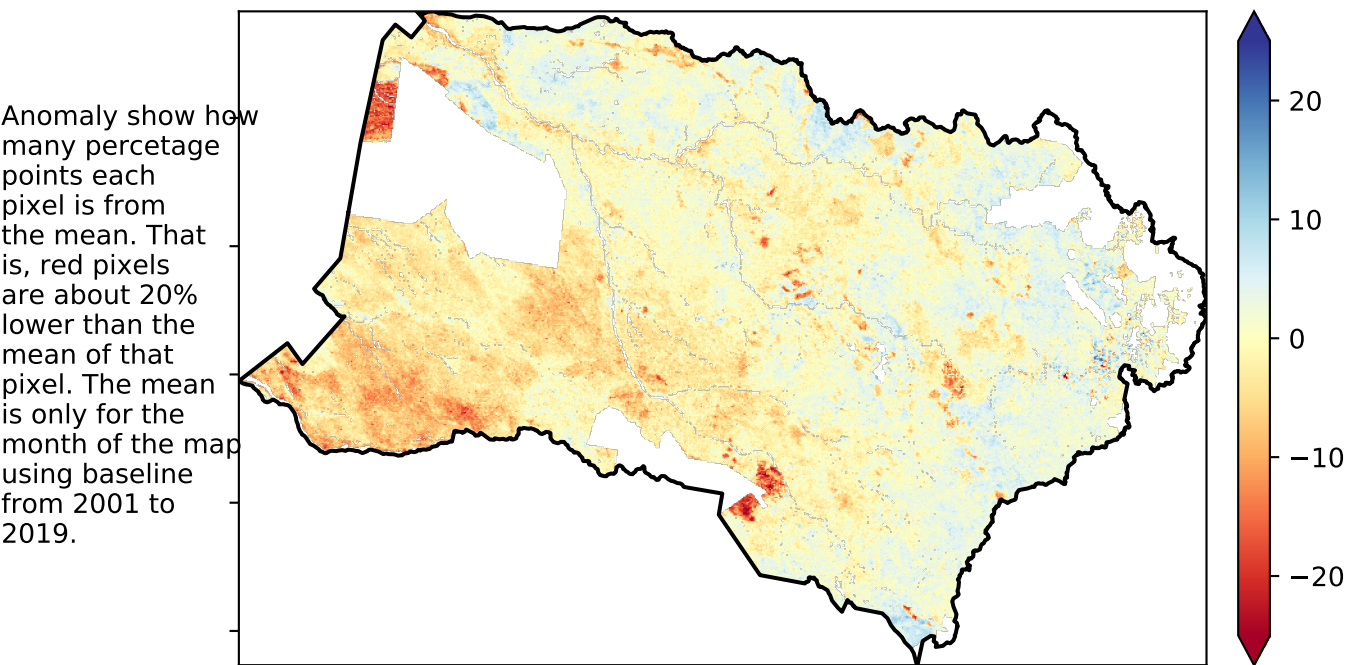 Anomaly show how
many percetage
points each
pixel is from
the mean. That
is, red pixels
are about 20%
lower than the
mean of that
pixel. The mean
is only for the
month of the map
using baseline
from 2001 to
2019.
20
10
0
−10
−20